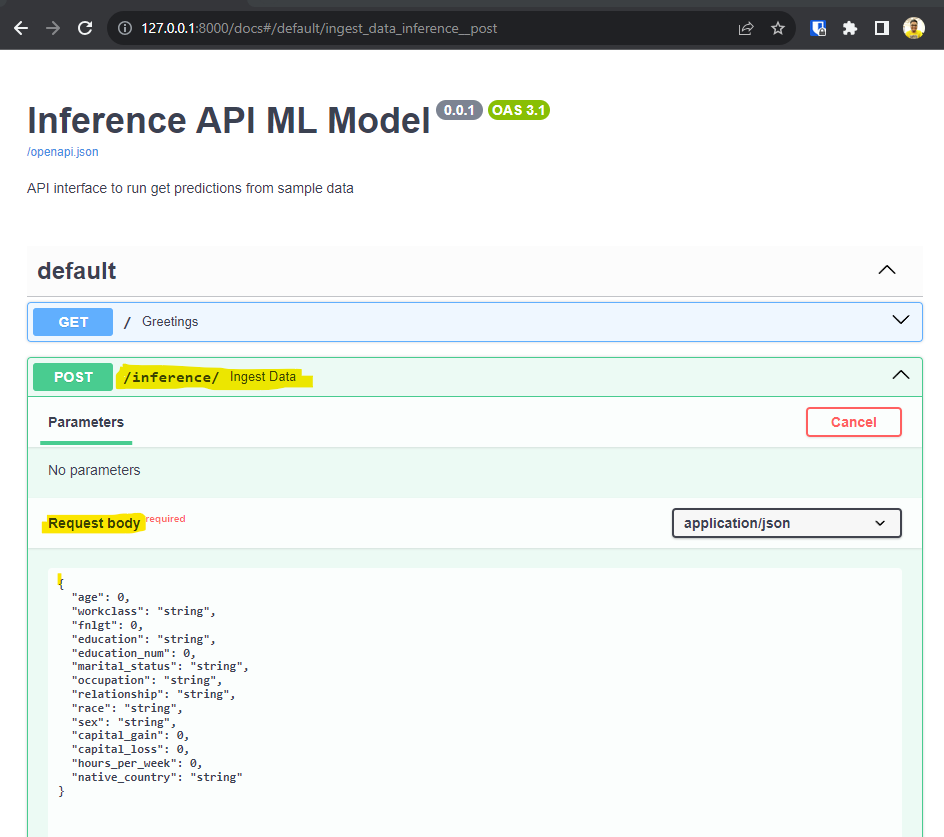 127.0.0.1:8000/docs#/default/ingest_data_inference__post
Inference API ML Model 0.0.1 OAS 3.1
/openapi.json
API interface to run get predictions from sample data
default
GET / Greetings
POST /inference/ Ingest Data
Parameters
Cancel
No parameters
Request body required
application/json
{
  "age": 0,
  "workclass": "string",
  "fnlgt": 0,
  "education": "string",
  "education_num": 0,
  "marital_status": "string",
  "occupation": "string",
  "relationship": "string",
  "race": "string",
  "sex": "string",
  "capital_gain": 0,
  "capital_loss": 0,
  "hours_per_week": 0,
  "native_country": "string"
}